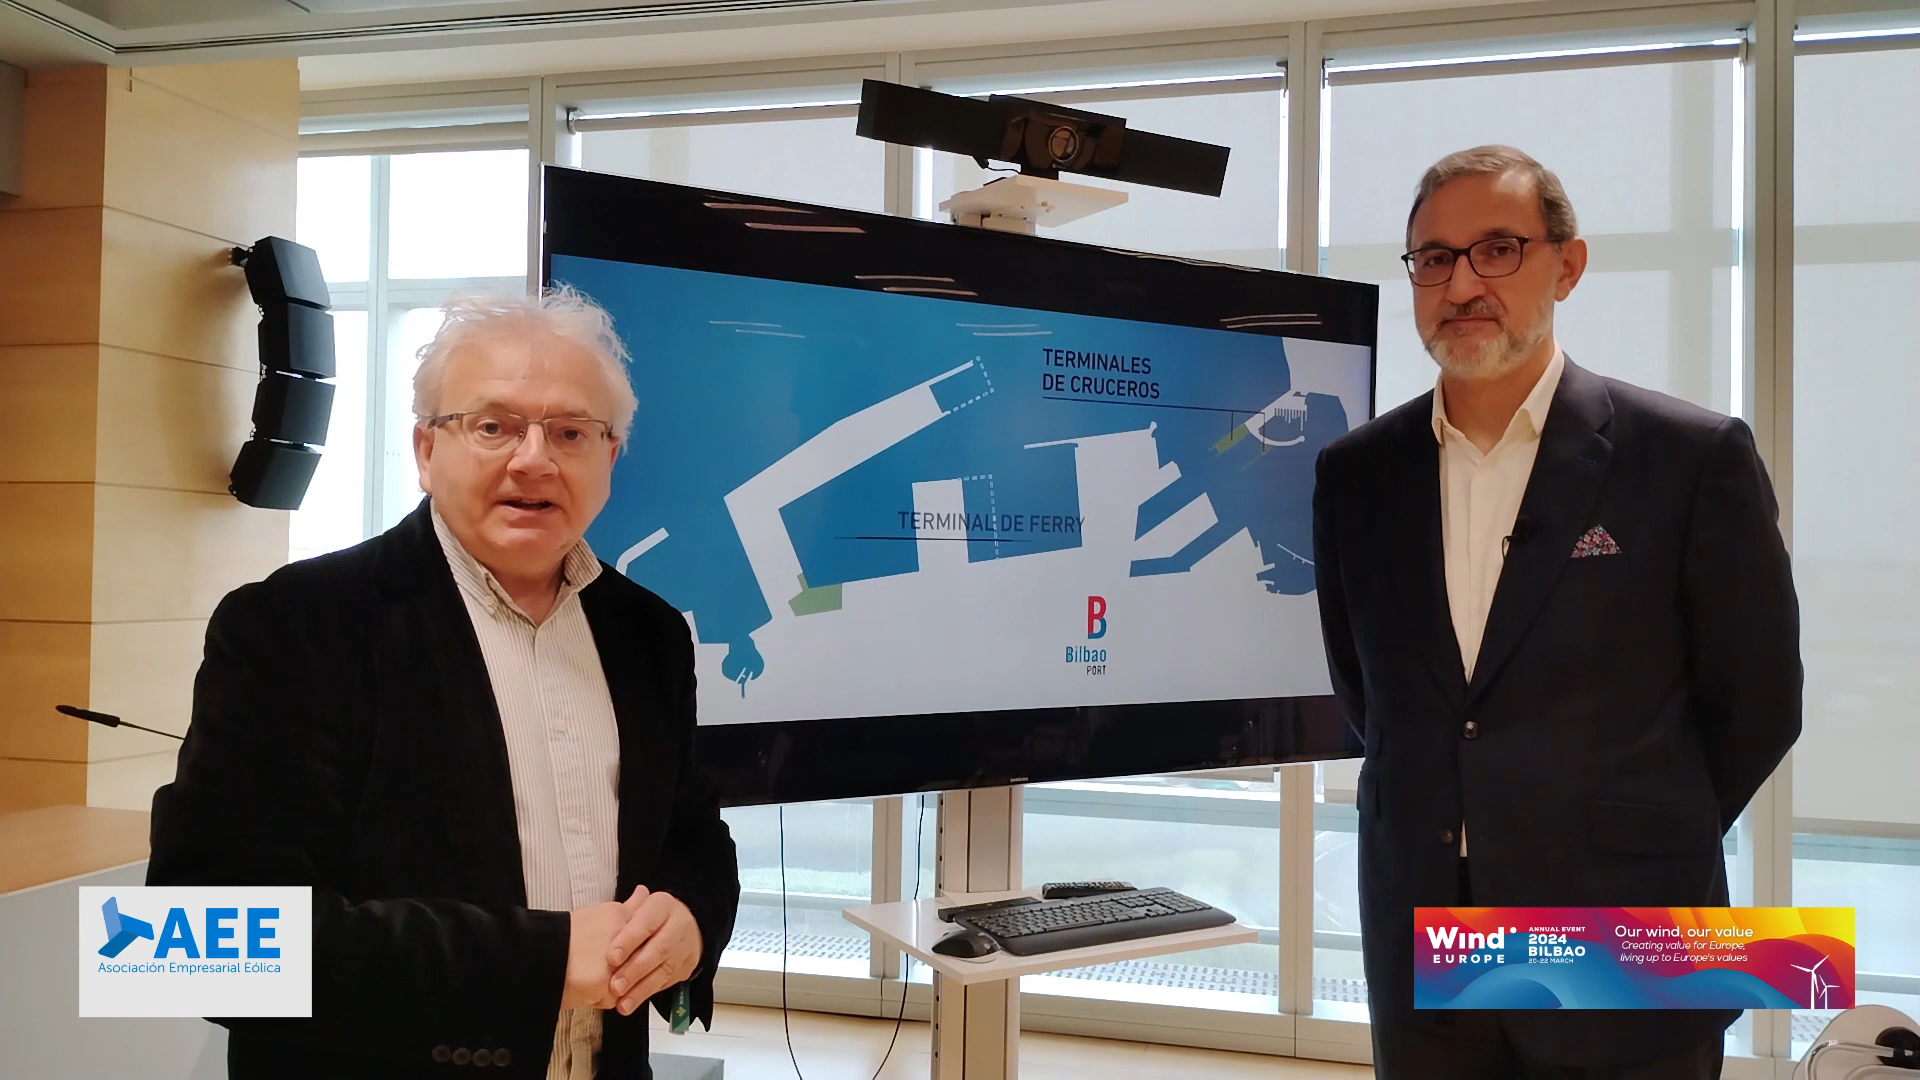 TERMINALES
DE CRUCEROS
TERMINAL DE FERRY
B
Bilbao
PORT
SAMSUNG
AEE
Asociación Empresarial Eólica
Wind
EUROPE
ANNUAL EVENT
2024
BILBAO
20-22 MARCH
Our wind, our value
Creating value for Europe,
living up to Europe's values